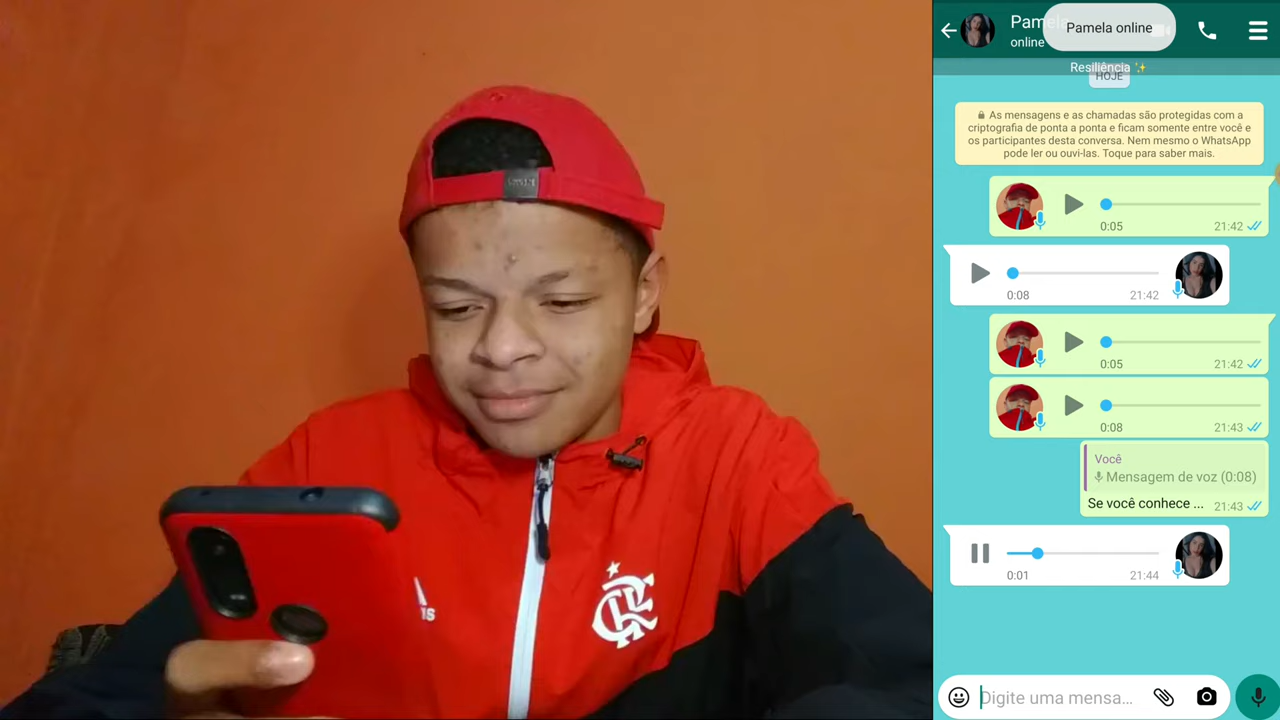 Pamela
Pamela online
online
Resiliência ✨
HOJE
As mensagens e as chamadas são protegidas com a
criptografia de ponta a ponta e ficam somente entre você e
os participantes desta conversa. Nem mesmo o WhatsApp
pode ler ou ouvi-las. Toque para saber mais.
0:05 21:42
0:08 21:42
0:05 21:42
0:08 21:43
Você
Mensagem de voz (0:08)
Se você conhece ... 21:43
0:01 21:44
Digite uma mensa...